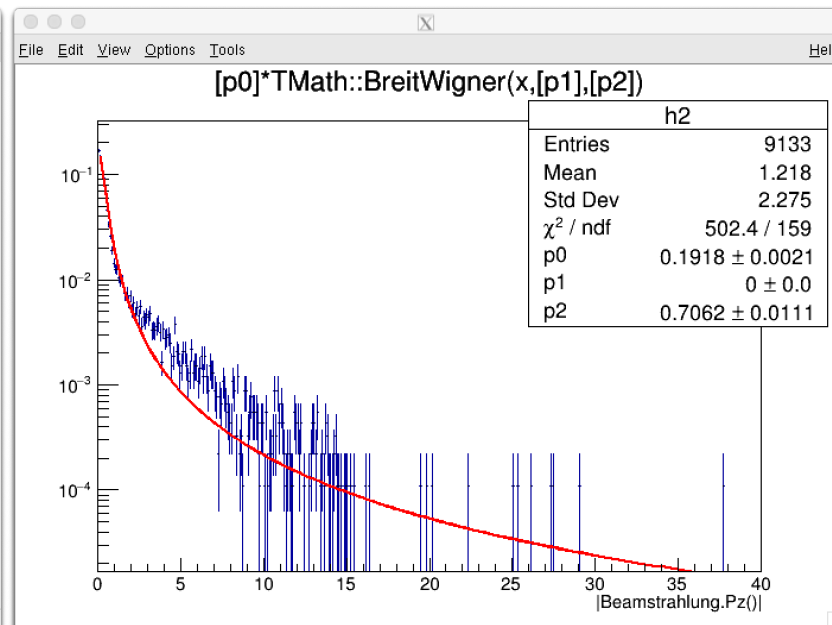 X
File Edit View Options Tools Hel
[p0]*TMath::BreitWigner(x,[p1],[p2])
h2
Entries 9133
Mean 1.218
Std Dev 2.275
χ² / ndf 502.4 / 159
p0 0.1918 ± 0.0021
p1 0 ± 0.0
p2 0.7062 ± 0.0111
10⁻¹
10⁻²
10⁻³
10⁻⁴
0 5 10 15 20 25 30 35 40
|Beamstrahlung.Pz()|